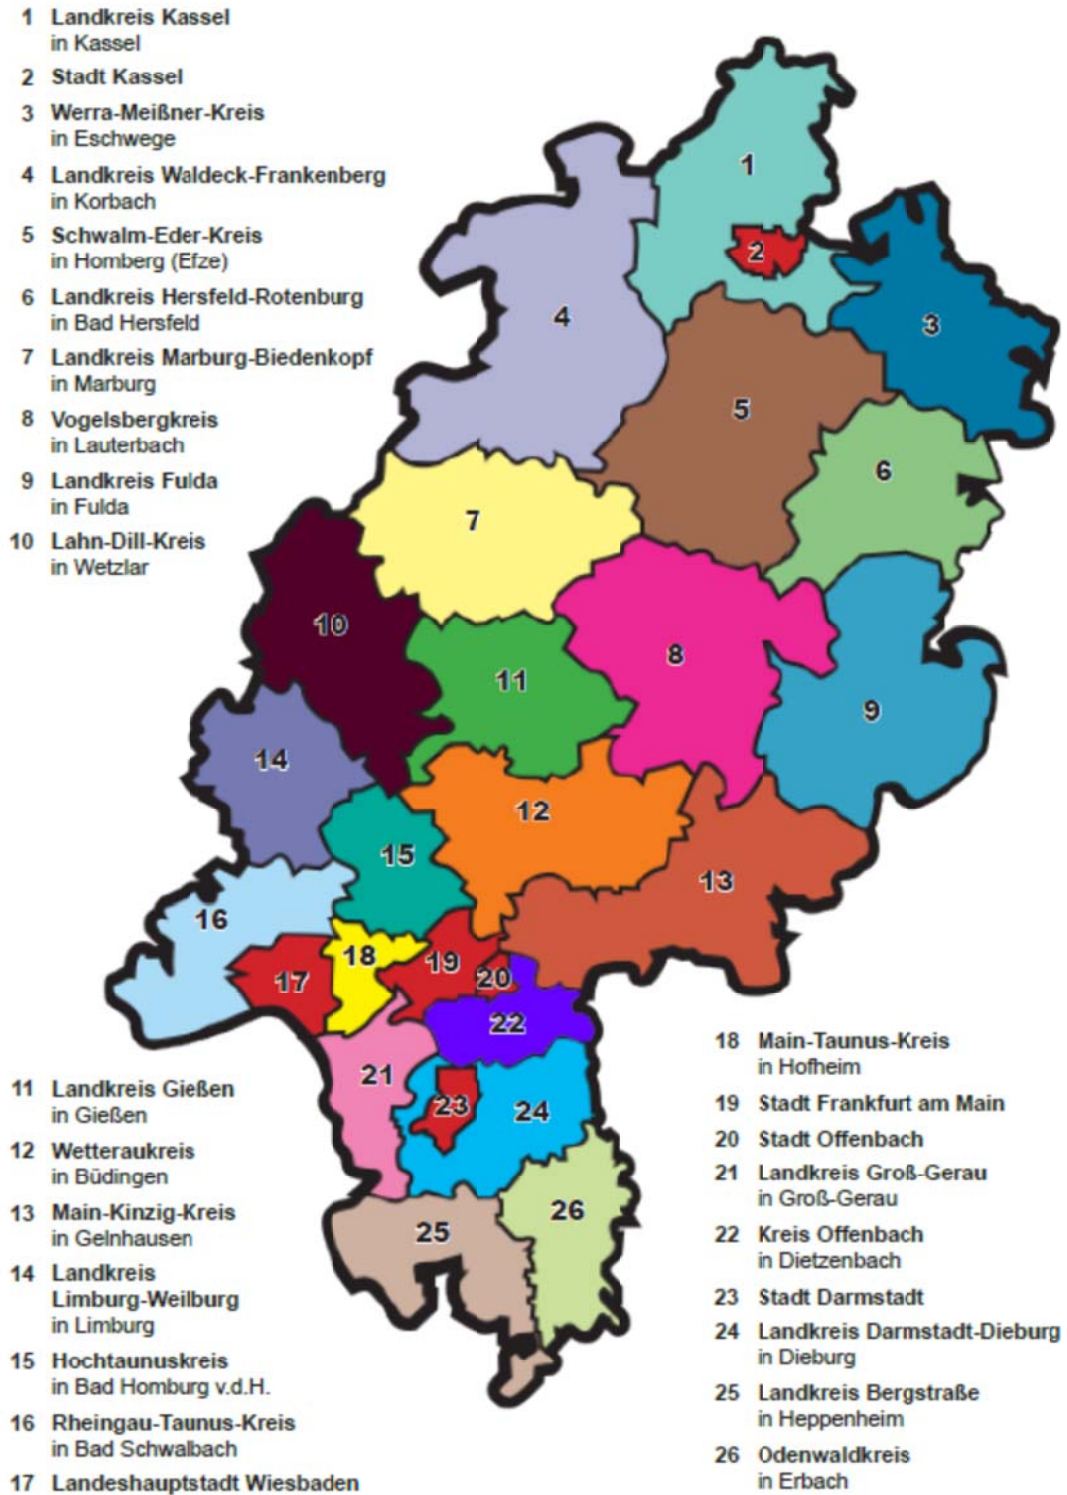 1 Landkreis Kassel
in Kassel
2 Stadt Kassel
3 Werra-Meißner-Kreis
in Eschwege
4 Landkreis Waldeck-Frankenberg
in Korbach
5 Schwalm-Eder-Kreis
in Homberg (Efze)
6 Landkreis Hersfeld-Rotenburg
in Bad Hersfeld
7 Landkreis Marburg-Biedenkopf
in Marburg
8 Vogelsbergkreis
in Lauterbach
9 Landkreis Fulda
in Fulda
10 Lahn-Dill-Kreis
in Wetzlar
1
2
3
4
5
6
7
8
9
10
11
12
13
14
15
16
17
18
19
20
21
22
23
24
25
26
11 Landkreis Gießen
in Gießen
12 Wetteraukreis
in Büdingen
13 Main-Kinzig-Kreis
in Gelnhausen
14 Landkreis
Limburg-Weilburg
in Limburg
15 Hochtaunuskreis
in Bad Homburg v.d.H.
16 Rheingau-Taunus-Kreis
in Bad Schwalbach
17 Landeshauptstadt Wiesbaden
18 Main-Taunus-Kreis
in Hofheim
19 Stadt Frankfurt am Main
20 Stadt Offenbach
21 Landkreis Groß-Gerau
in Groß-Gerau
22 Kreis Offenbach
in Dietzenbach
23 Stadt Darmstadt
24 Landkreis Darmstadt-Dieburg
in Dieburg
25 Landkreis Bergstraße
in Heppenheim
26 Odenwaldkreis
in Erbach